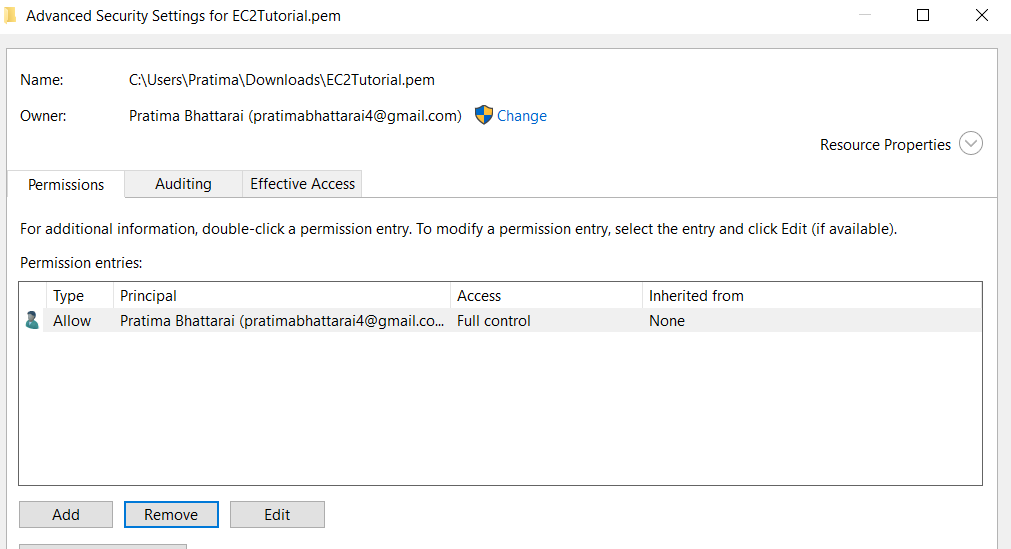 Advanced Security Settings for EC2Tutorial.pem
Name: C:\Users\Pratima\Downloads\EC2Tutorial.pem
Owner: Pratima Bhattarai (pratimabhattarai4@gmail.com) Change
Resource Properties
Permissions Auditing Effective Access
For additional information, double-click a permission entry. To modify a permission entry, select the entry and click Edit (if available).
Permission entries:
Type Principal Access Inherited from
Allow Pratima Bhattarai (pratimabhattarai4@gmail.co... Full control None
Add Remove Edit